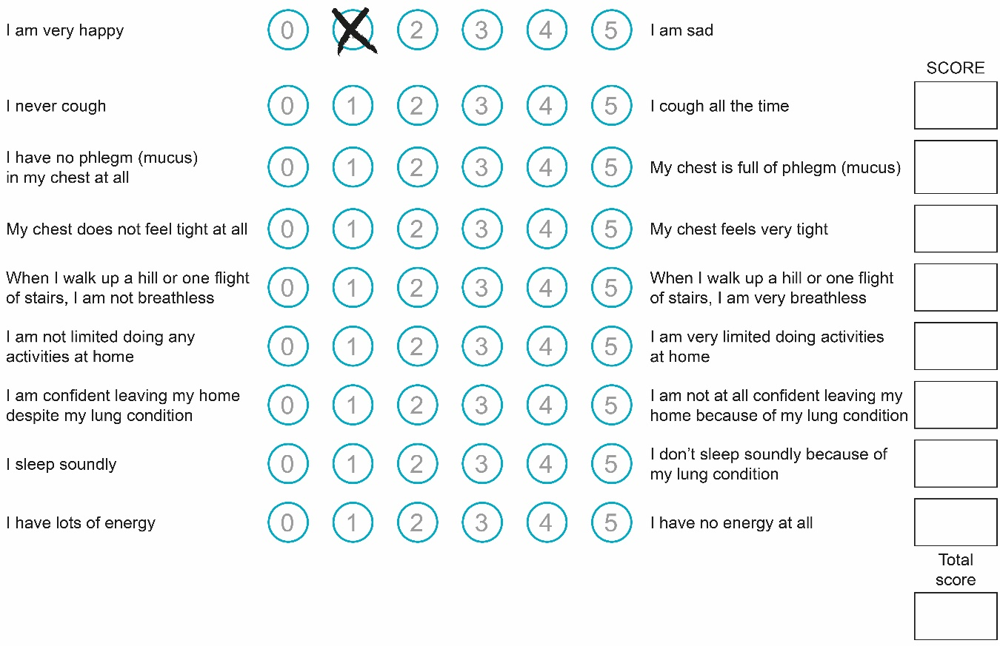 I am very happy 0 2 3 4 5 I am sad
SCORE
I never cough 0 1 2 3 4 5 I cough all the time
I have no phlegm (mucus)
in my chest at all
0 1 2 3 4 5
My chest is full of phlegm (mucus)
My chest does not feel tight at all 0 1 2 3 4 5 My chest feels very tight
When I walk up a hill or one flight
of stairs, I am not breathless
0 1 2 3 4 5
When I walk up a hill or one flight
of stairs, I am very breathless
I am not limited doing any
activities at home
0 1 2 3 4 5
I am very limited doing activities
at home
I am confident leaving my home
despite my lung condition
0 1 2 3 4 5
I am not at all confident leaving my
home because of my lung condition
I sleep soundly
0 1 2 3 4 5
I don’t sleep soundly because of
my lung condition
I have lots of energy 0 1 2 3 4 5 I have no energy at all
Total
score